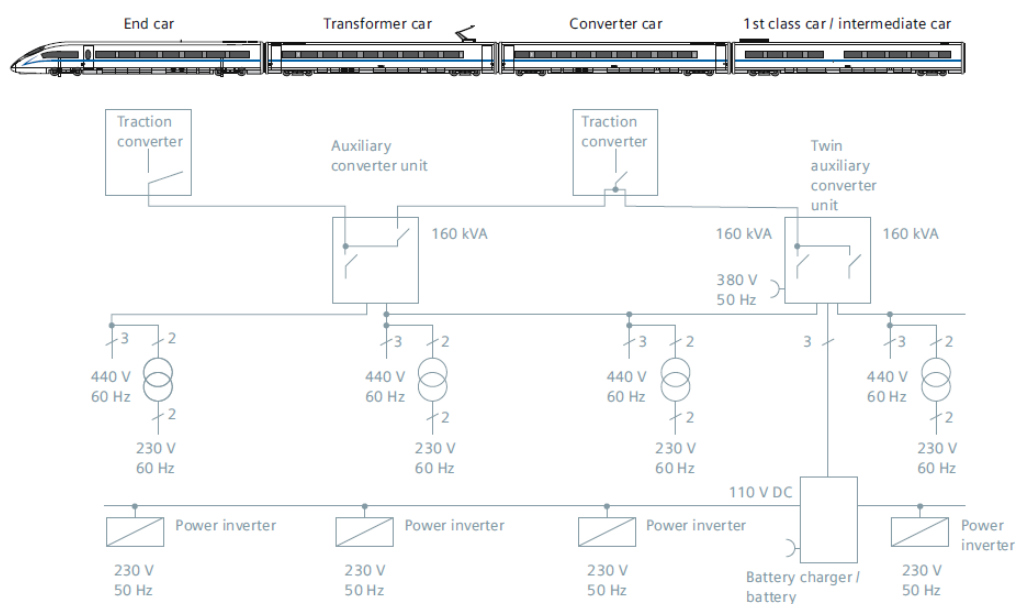 End car
Transformer car
Converter car
1st class car / intermediate car
Traction
converter
Auxiliary
converter unit
Traction
converter
Twin
auxiliary
converter
unit
160 kVA
160 kVA
160 kVA
380 V
50 Hz
3
2
3
2
3
2
3
3
2
440 V
60 Hz
440 V
60 Hz
440 V
60 Hz
440 V
60 Hz
2
2
2
2
230 V
60 Hz
230 V
60 Hz
230 V
60 Hz
230 V
60 Hz
110 V DC
Power inverter
Power inverter
Power inverter
Power
inverter
230 V
50 Hz
230 V
50 Hz
230 V
50 Hz
Battery charger /
battery
230 V
50 Hz